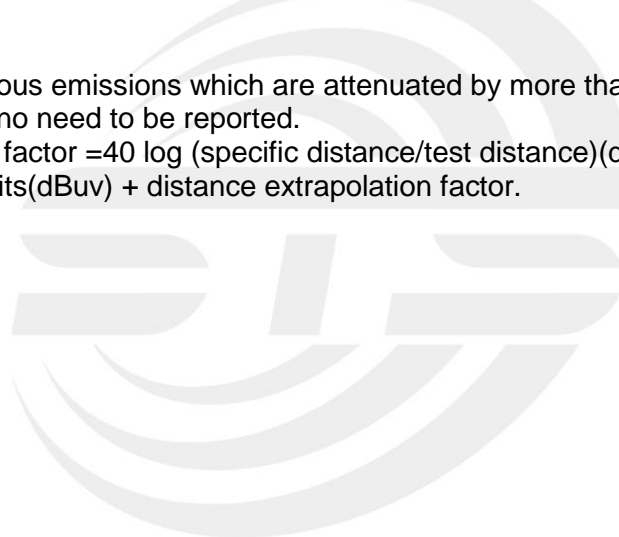 ous emissions which are attenuated by more tha
no need to be reported.
factor =40 log (specific distance/test distance)(d
its(dBuv) + distance extrapolation factor.